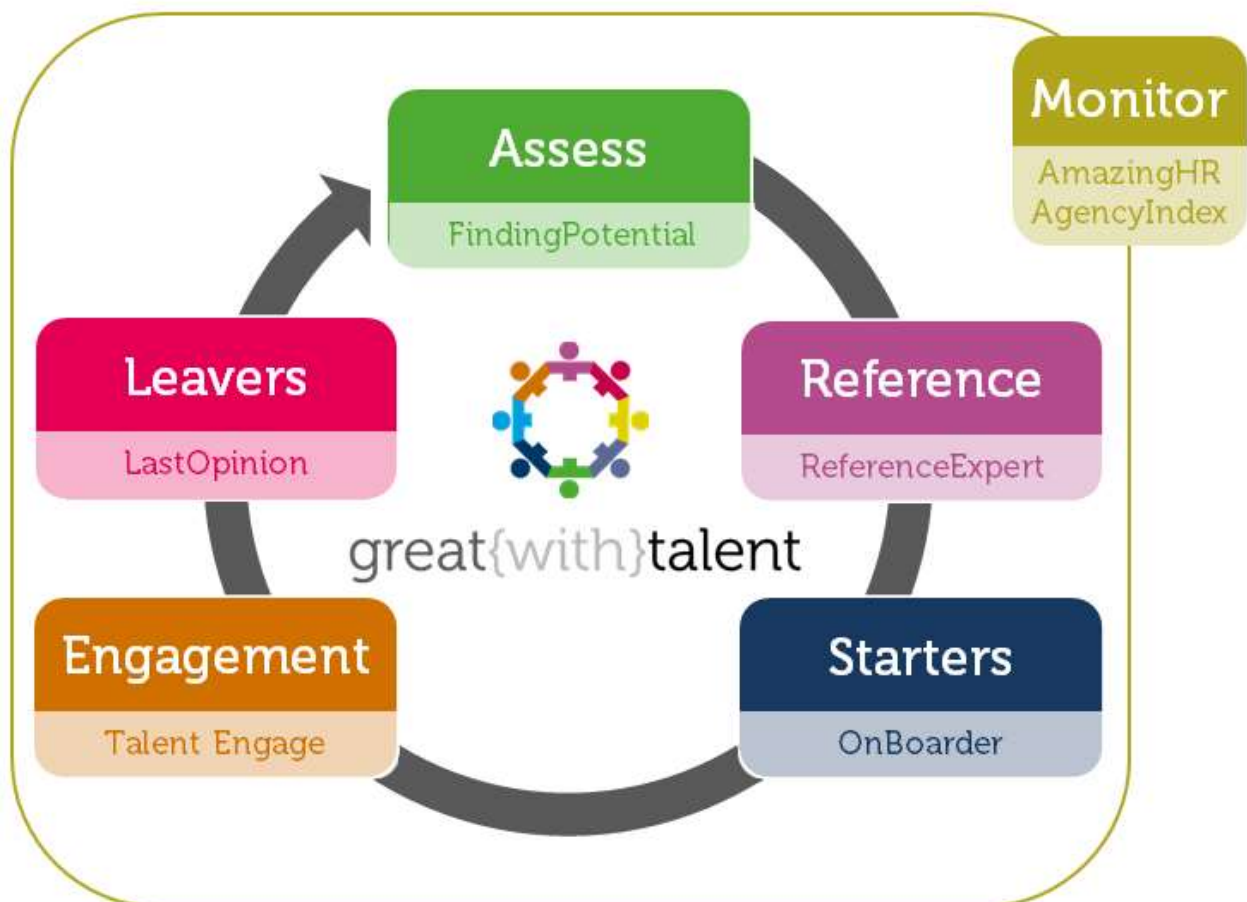 Monitor
AmazingHR
AgencyIndex
Assess
FindingPotential
Leavers
LastOpinion
Reference
ReferenceExpert
great{with}talent
Engagement
Talent Engage
Starters
OnBoarder